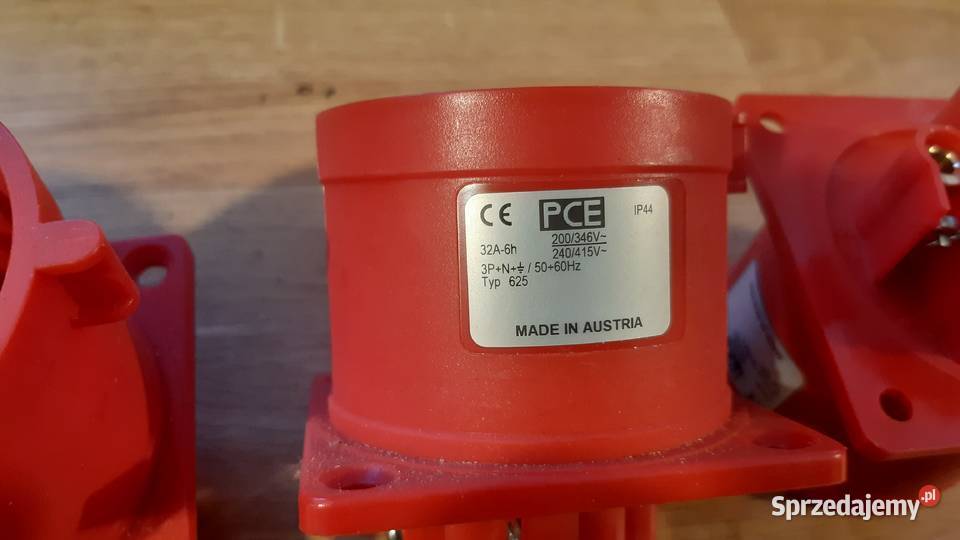 CE PCE IP44
32A-6h 200/346V~
240/415V~
3P+N+⏚ / 50+60Hz
Typ 625
MADE IN AUSTRIA
Sprzedajemy.pl